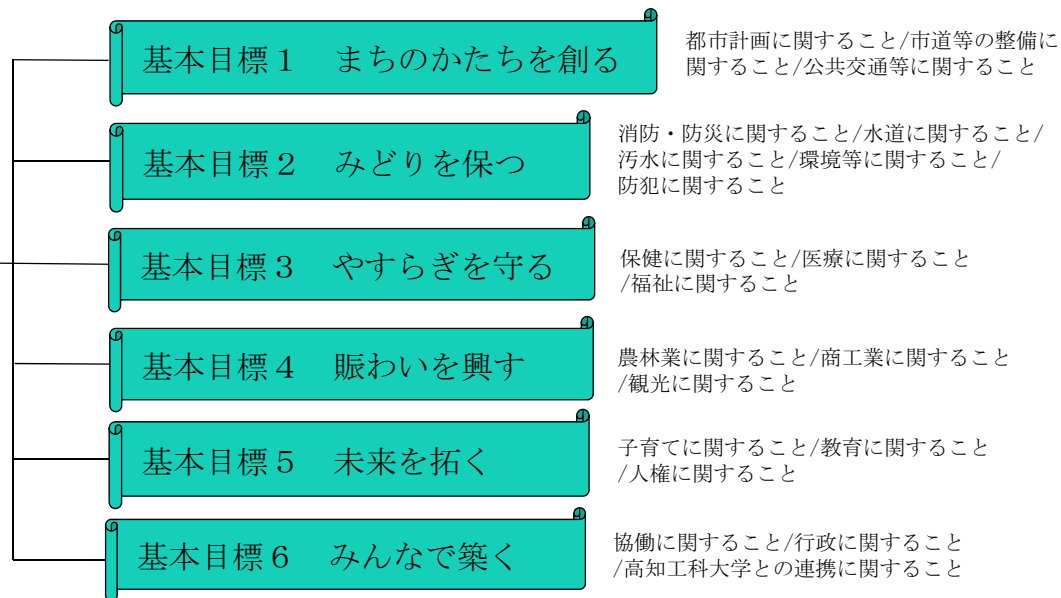 基本目標１　まちのかたちを創る
都市計画に関すること/市道等の整備に
関すること/公共交通等に関すること
基本目標２　みどりを保つ
消防・防災に関すること/水道に関すること/
汚水に関すること/環境等に関すること/
防犯に関すること
基本目標３　やすらぎを守る
保健に関すること/医療に関すること
/福祉に関すること
基本目標４　賑わいを興す
農林業に関すること/商工業に関すること
/観光に関すること
基本目標５　未来を拓く
子育てに関すること/教育に関すること
/人権に関すること
基本目標６　みんなで築く
協働に関すること/行政に関すること
/高知工科大学との連携に関すること